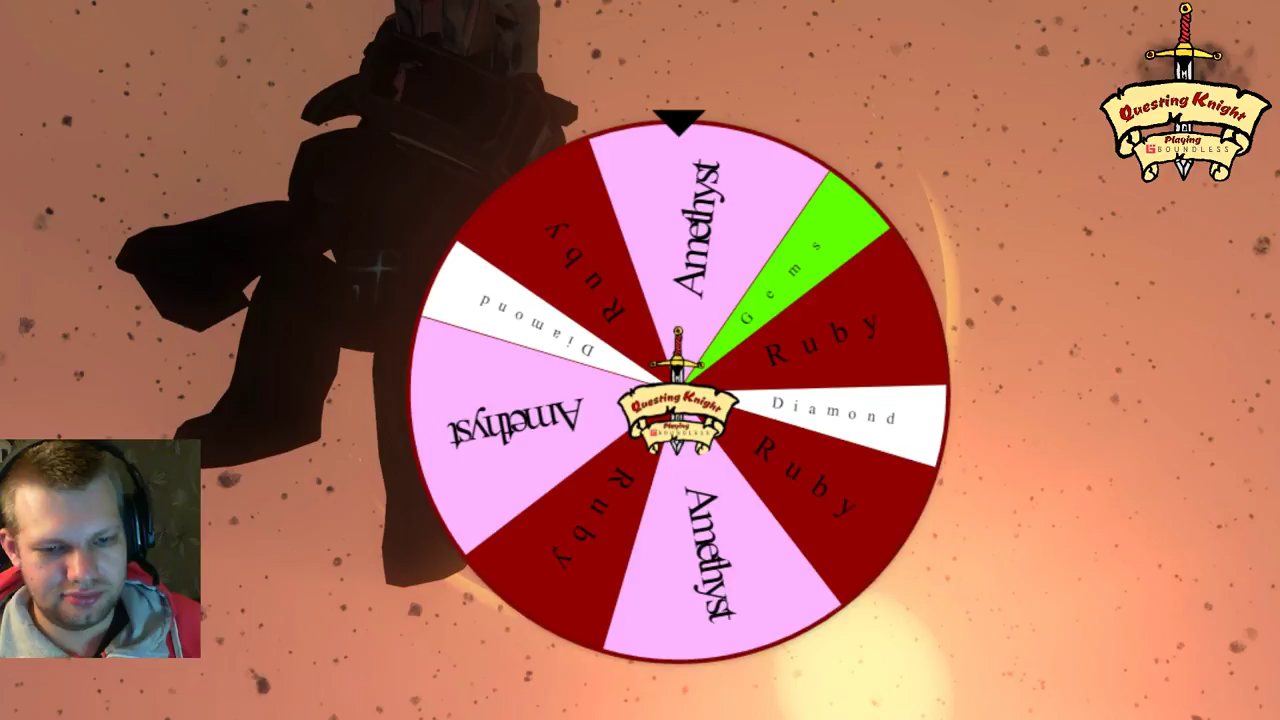 Questing Knight
Playing
BOUNDLESS
Amethyst
Gems
Ruby
Diamond
Ruby
Amethyst
Ruby
Amethyst
Diamond
Ruby
Questing Knight
Playing
BOUNDLESS